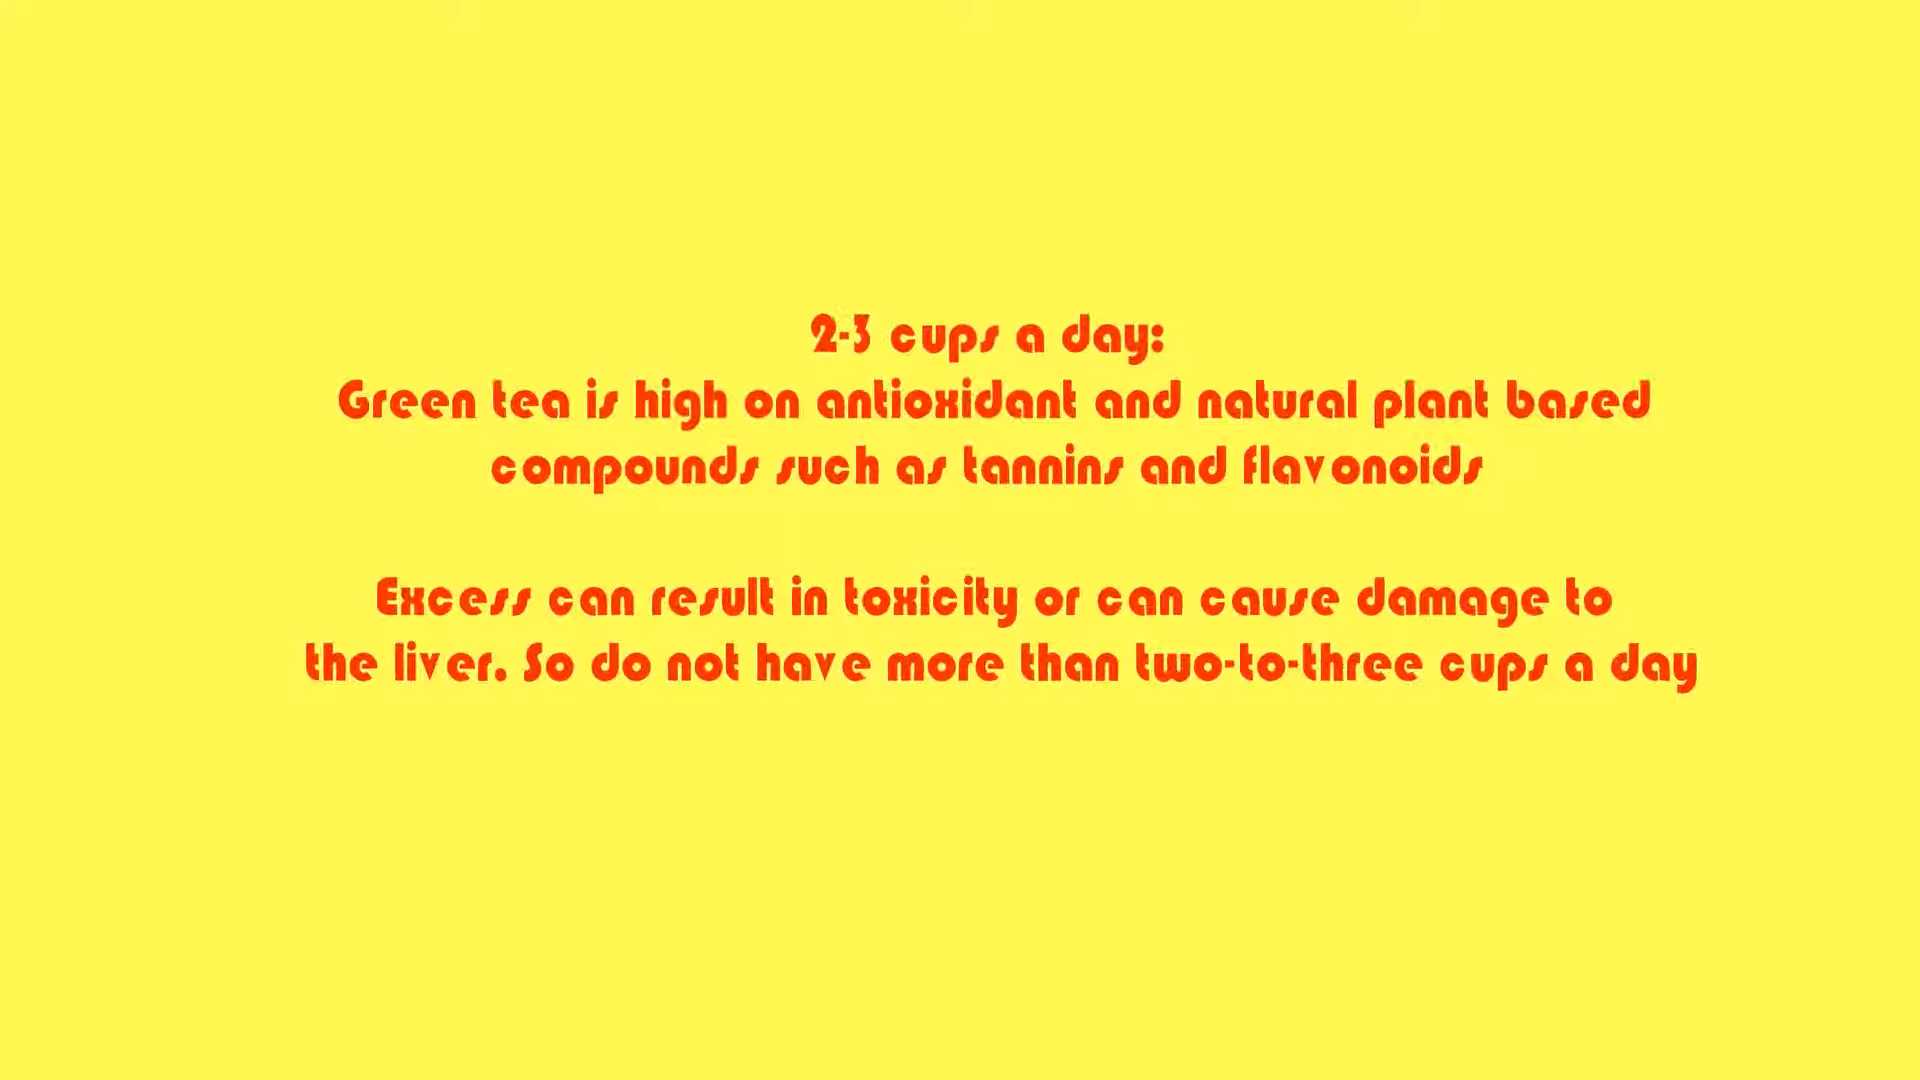 2-3 cups a day:
Green tea is high on antioxidant and natural plant based
compounds such as tannins and flavonoids
Excess can result in toxicity or can cause damage to
the liver. So do not have more than two-to-three cups a day